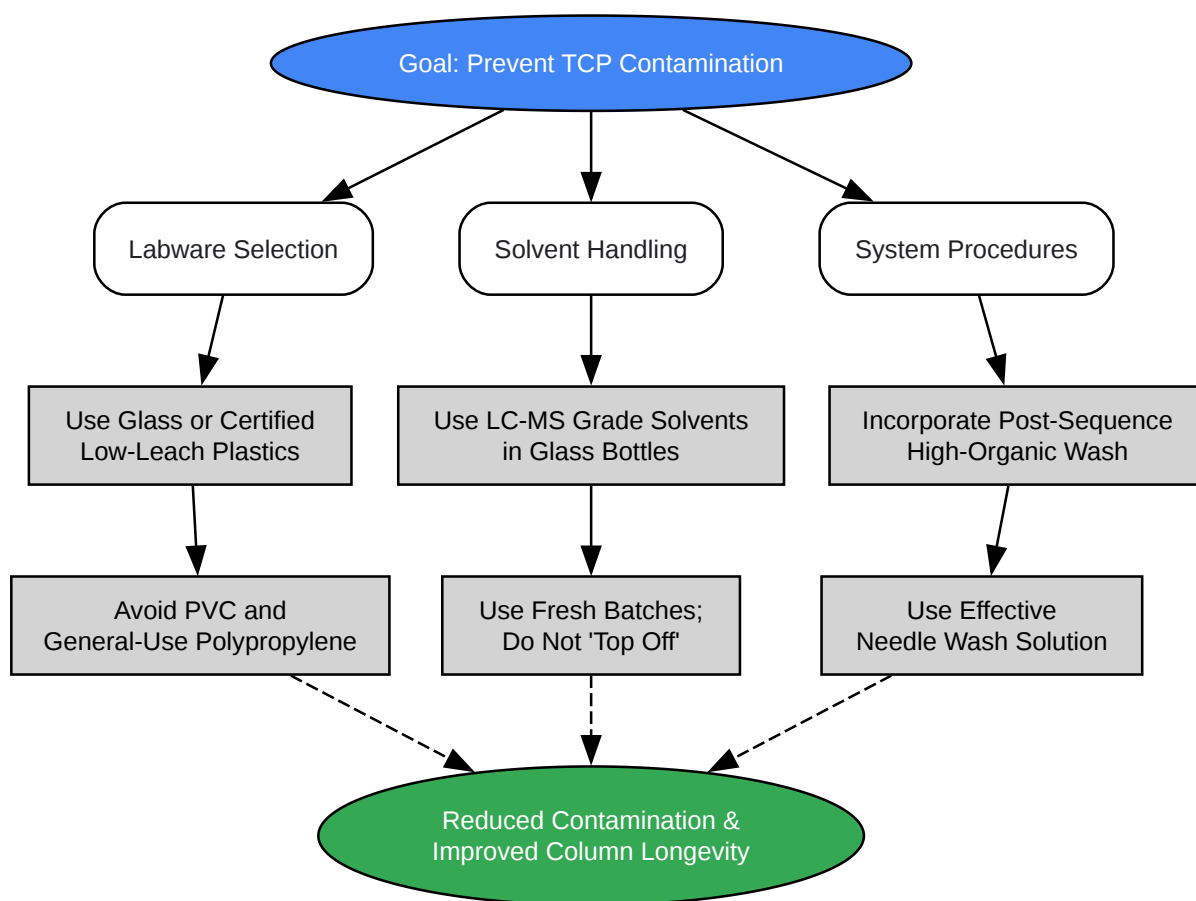 Goal: Prevent TCP Contamination
Labware Selection
Solvent Handling
System Procedures
Use Glass or Certified
Low-Leach Plastics
Use LC-MS Grade Solvents
in Glass Bottles
Incorporate Post-Sequence
High-Organic Wash
Avoid PVC and
General-Use Polypropylene
Use Fresh Batches;
Do Not 'Top Off'
Use Effective
Needle Wash Solution
Reduced Contamination &
Improved Column Longevity